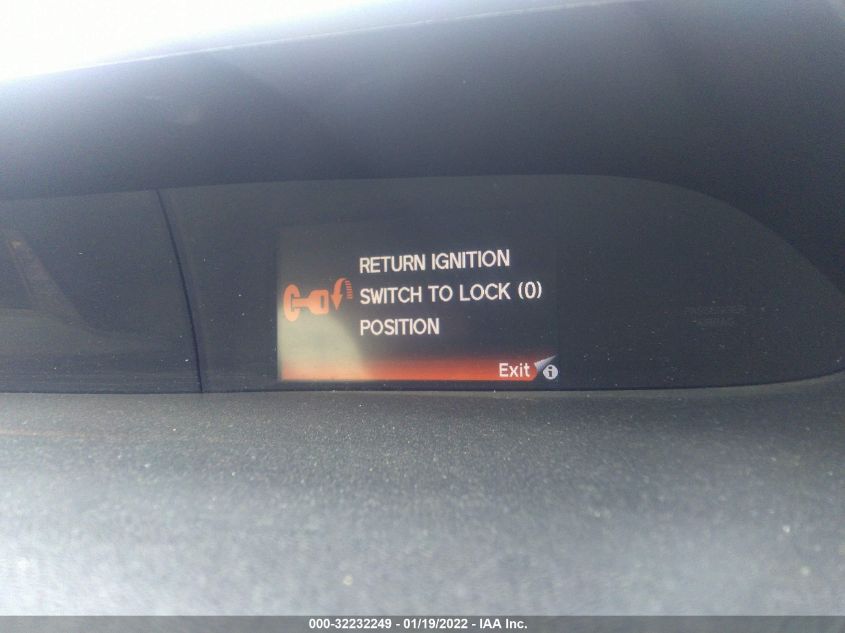 RETURN IGNITION
SWITCH TO LOCK (0)
POSITION
Exit i
000-32232249 - 01/19/2022 - IAA Inc.